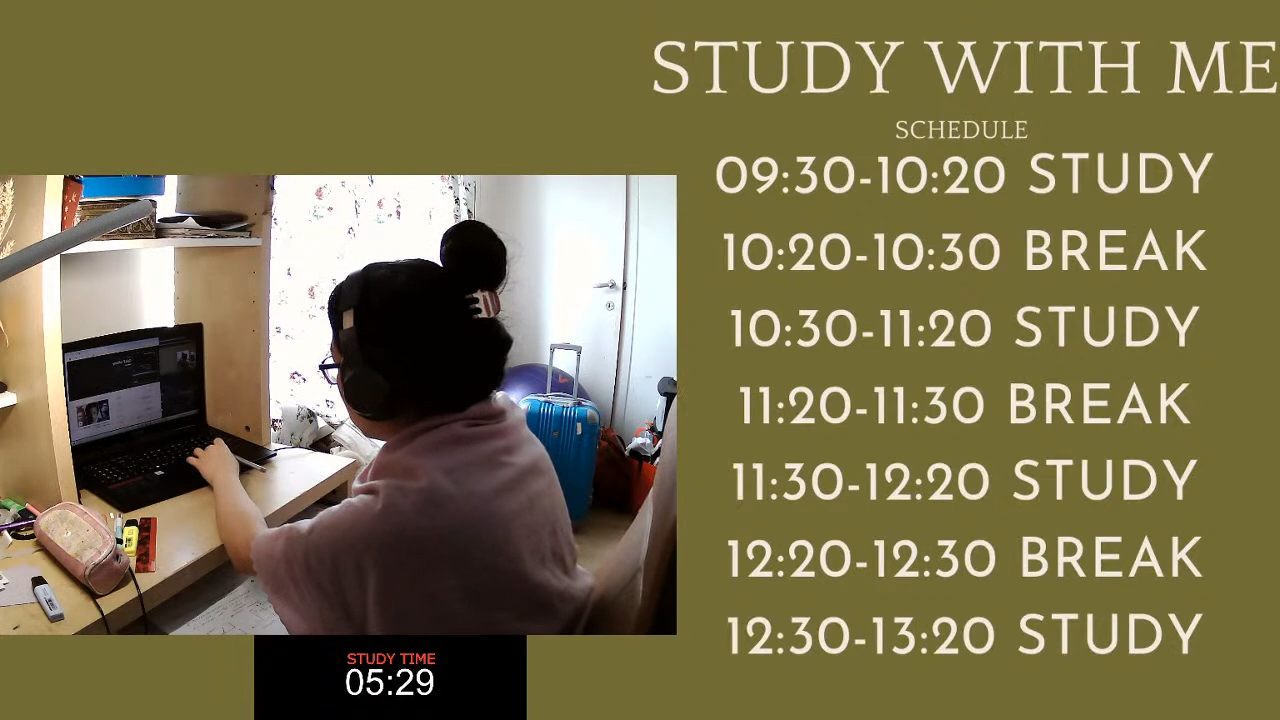 STUDY WITH ME
SCHEDULE
09:30-10:20 STUDY
10:20-10:30 BREAK
10:30-11:20 STUDY
11:20-11:30 BREAK
11:30-12:20 STUDY
12:20-12:30 BREAK
12:30-13:20 STUDY
STUDY TIME
05:29